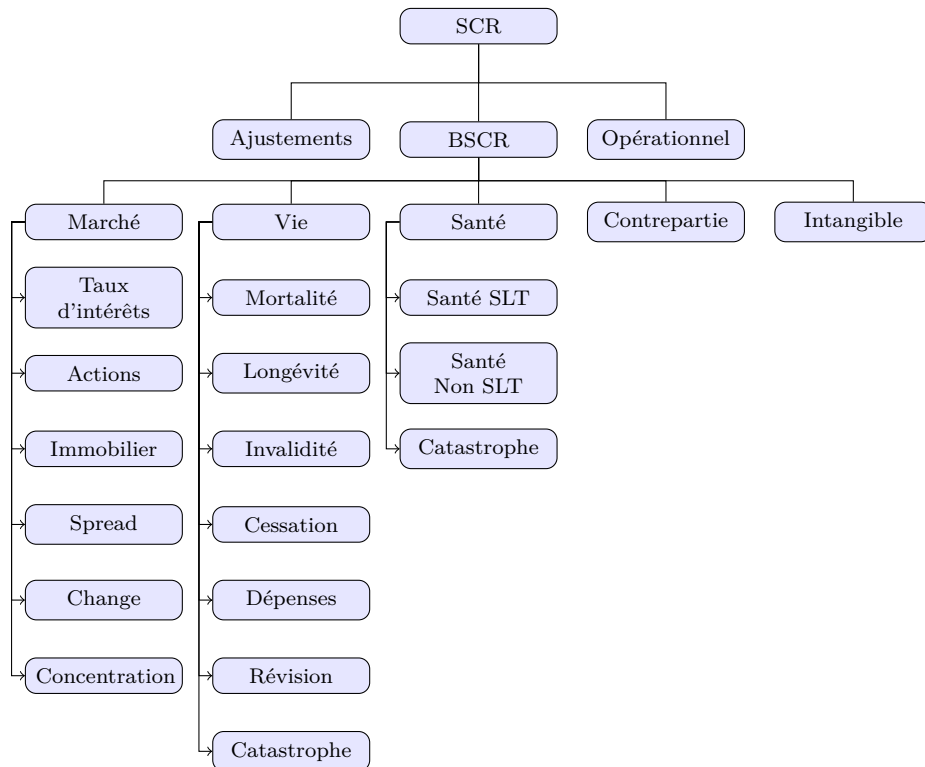 SCR
Ajustements
BSCR
Opérationnel
Marché
Vie
Santé
Contrepartie
Intangible
Taux
d'intérêts
Actions
Immobilier
Spread
Change
Concentration
Mortalité
Longévité
Invalidité
Cessation
Dépenses
Révision
Catastrophe
Santé SLT
Santé
Non SLT
Catastrophe